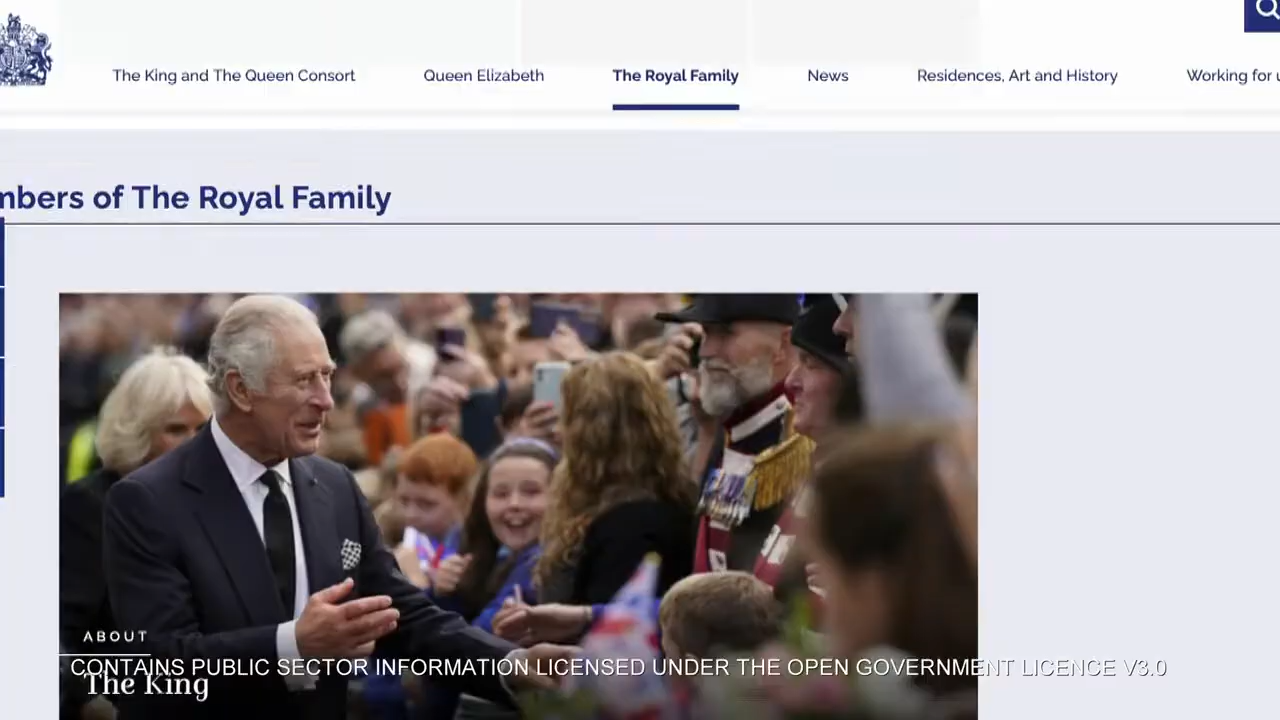 The King and The Queen Consort Queen Elizabeth The Royal Family News Residences, Art and History Working for u
mbers of The Royal Family
ABOUT
CONTAINS PUBLIC SECTOR INFORMATION LICENSED UNDER THE OPEN GOVERNMENT LICENCE V3.0
The King